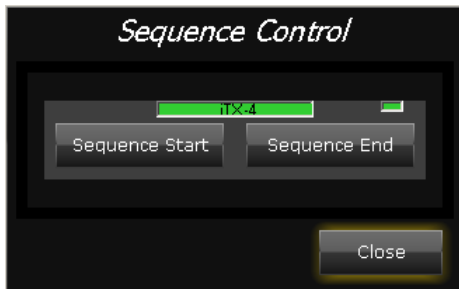 Sequence Control
iTX-4
Sequence Start
Sequence End
Close